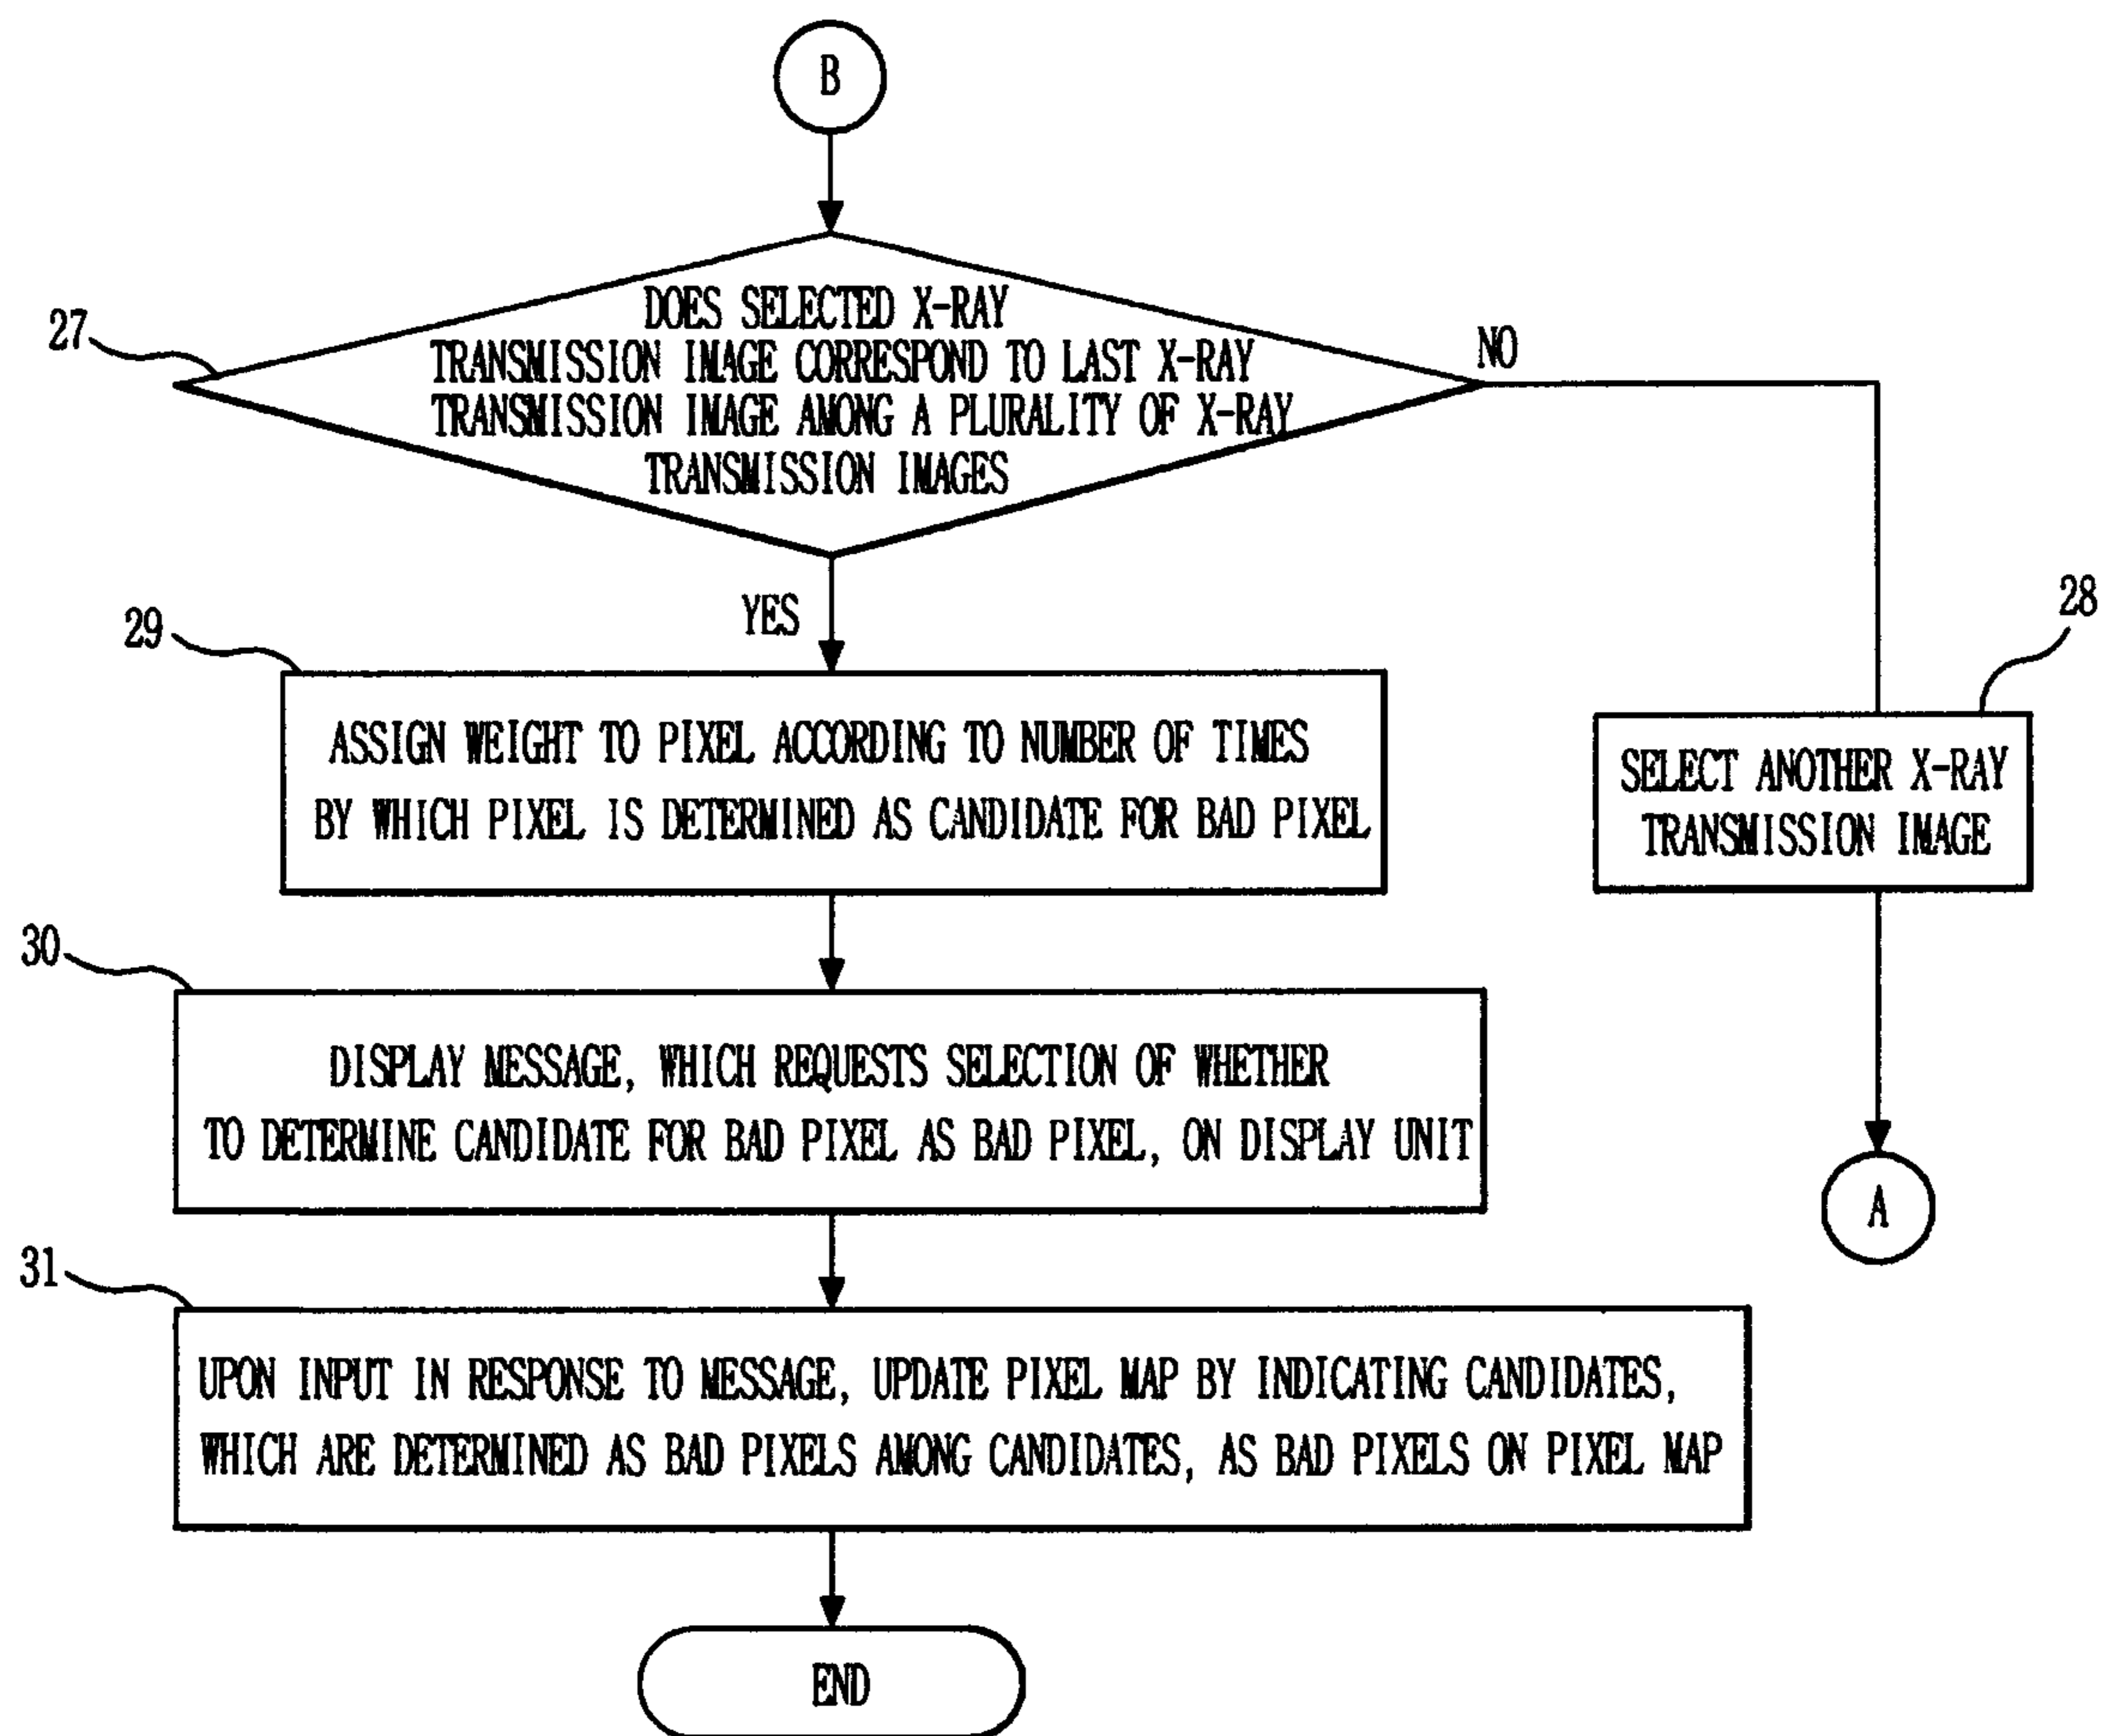 B
27
DOES SELECTED X-RAY
TRANSMISSION IMAGE CORRESPOND TO LAST X-RAY
TRANSMISSION IMAGE AMONG A PLURALITY OF X-RAY
TRANSMISSION IMAGES
NO
YES
28
SELECT ANOTHER X-RAY
TRANSMISSION IMAGE
A
29
ASSIGN WEIGHT TO PIXEL ACCORDING TO NUMBER OF TIMES
BY WHICH PIXEL IS DETERMINED AS CANDIDATE FOR BAD PIXEL
30
DISPLAY MESSAGE, WHICH REQUESTS SELECTION OF WHETHER
TO DETERMINE CANDIDATE FOR BAD PIXEL AS BAD PIXEL, ON DISPLAY UNIT
31
UPON INPUT IN RESPONSE TO MESSAGE, UPDATE PIXEL MAP BY INDICATING CANDIDATES,
WHICH ARE DETERMINED AS BAD PIXELS AMONG CANDIDATES, AS BAD PIXELS ON PIXEL MAP
END